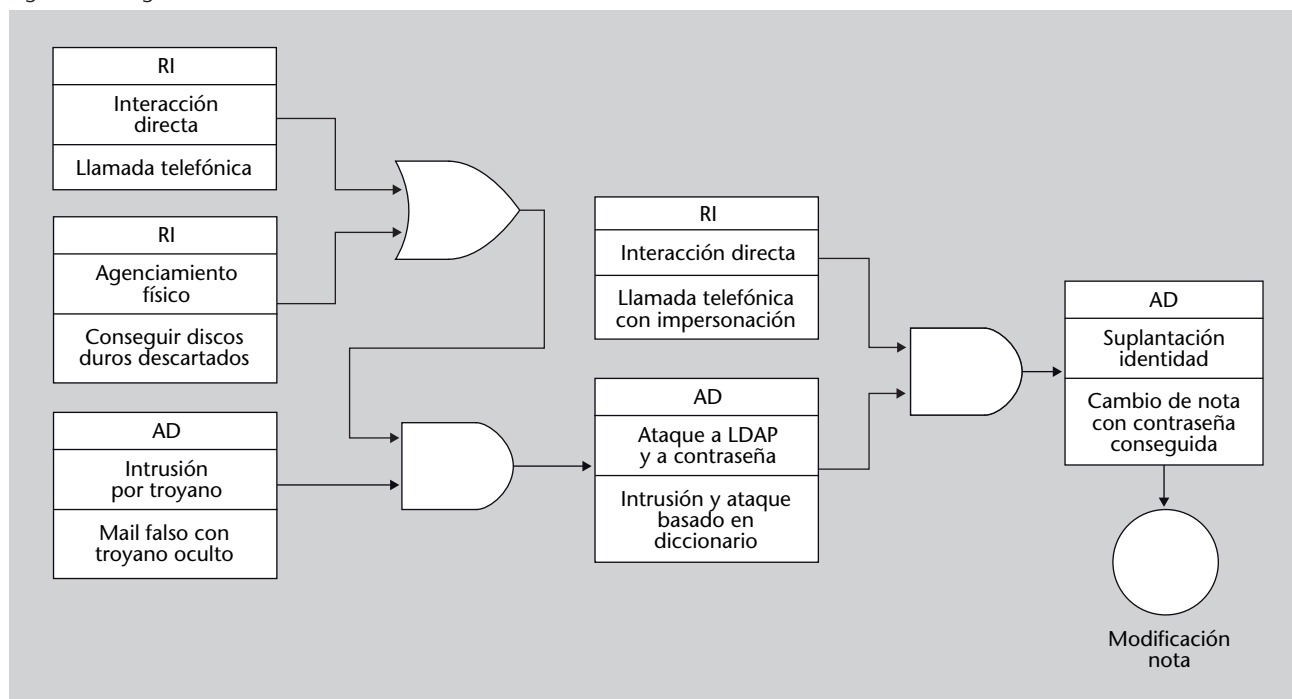 RI
Interacción
directa
Llamada telefónica
RI
Agenciamiento
físico
Conseguir discos
duros descartados
AD
Intrusión
por troyano
Mail falso con
troyano oculto
RI
Interacción directa
Llamada telefónica
con impersonación
AD
Ataque a LDAP
y a contraseña
Intrusión y ataque
basado en
diccionario
AD
Suplantación
identidad
Cambio de nota
con contraseña
conseguida
Modificación
nota